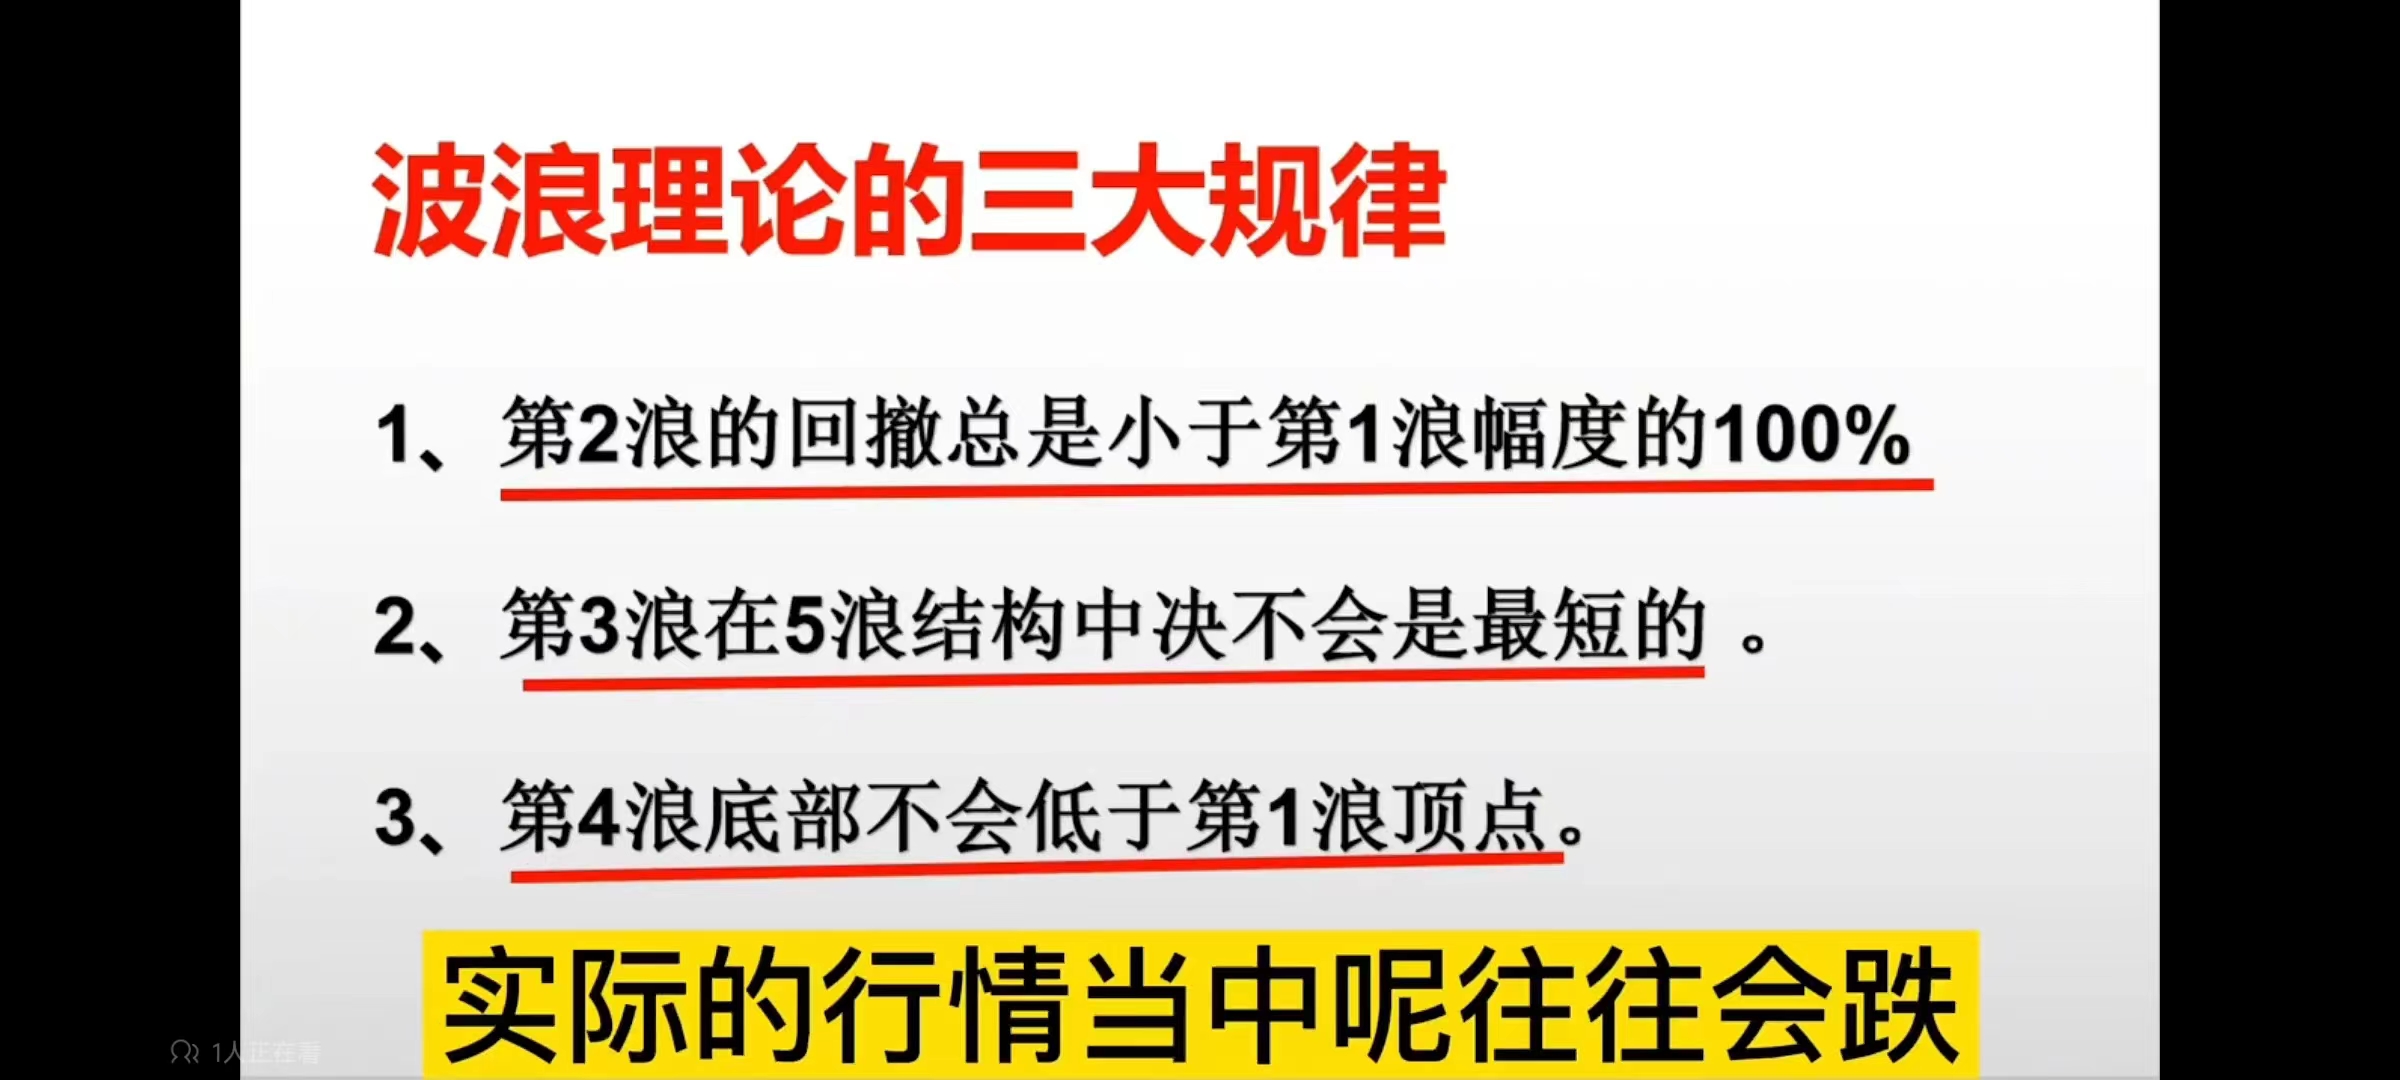 波浪理论的三大规律
1、第2浪的回撤总是小于第1浪幅度的100%
2、第3浪在5浪结构中决不会是最短的 。
3、第4浪底部不会低于第1浪顶点。
实际的行情当中呢往往会跌
1人正在看